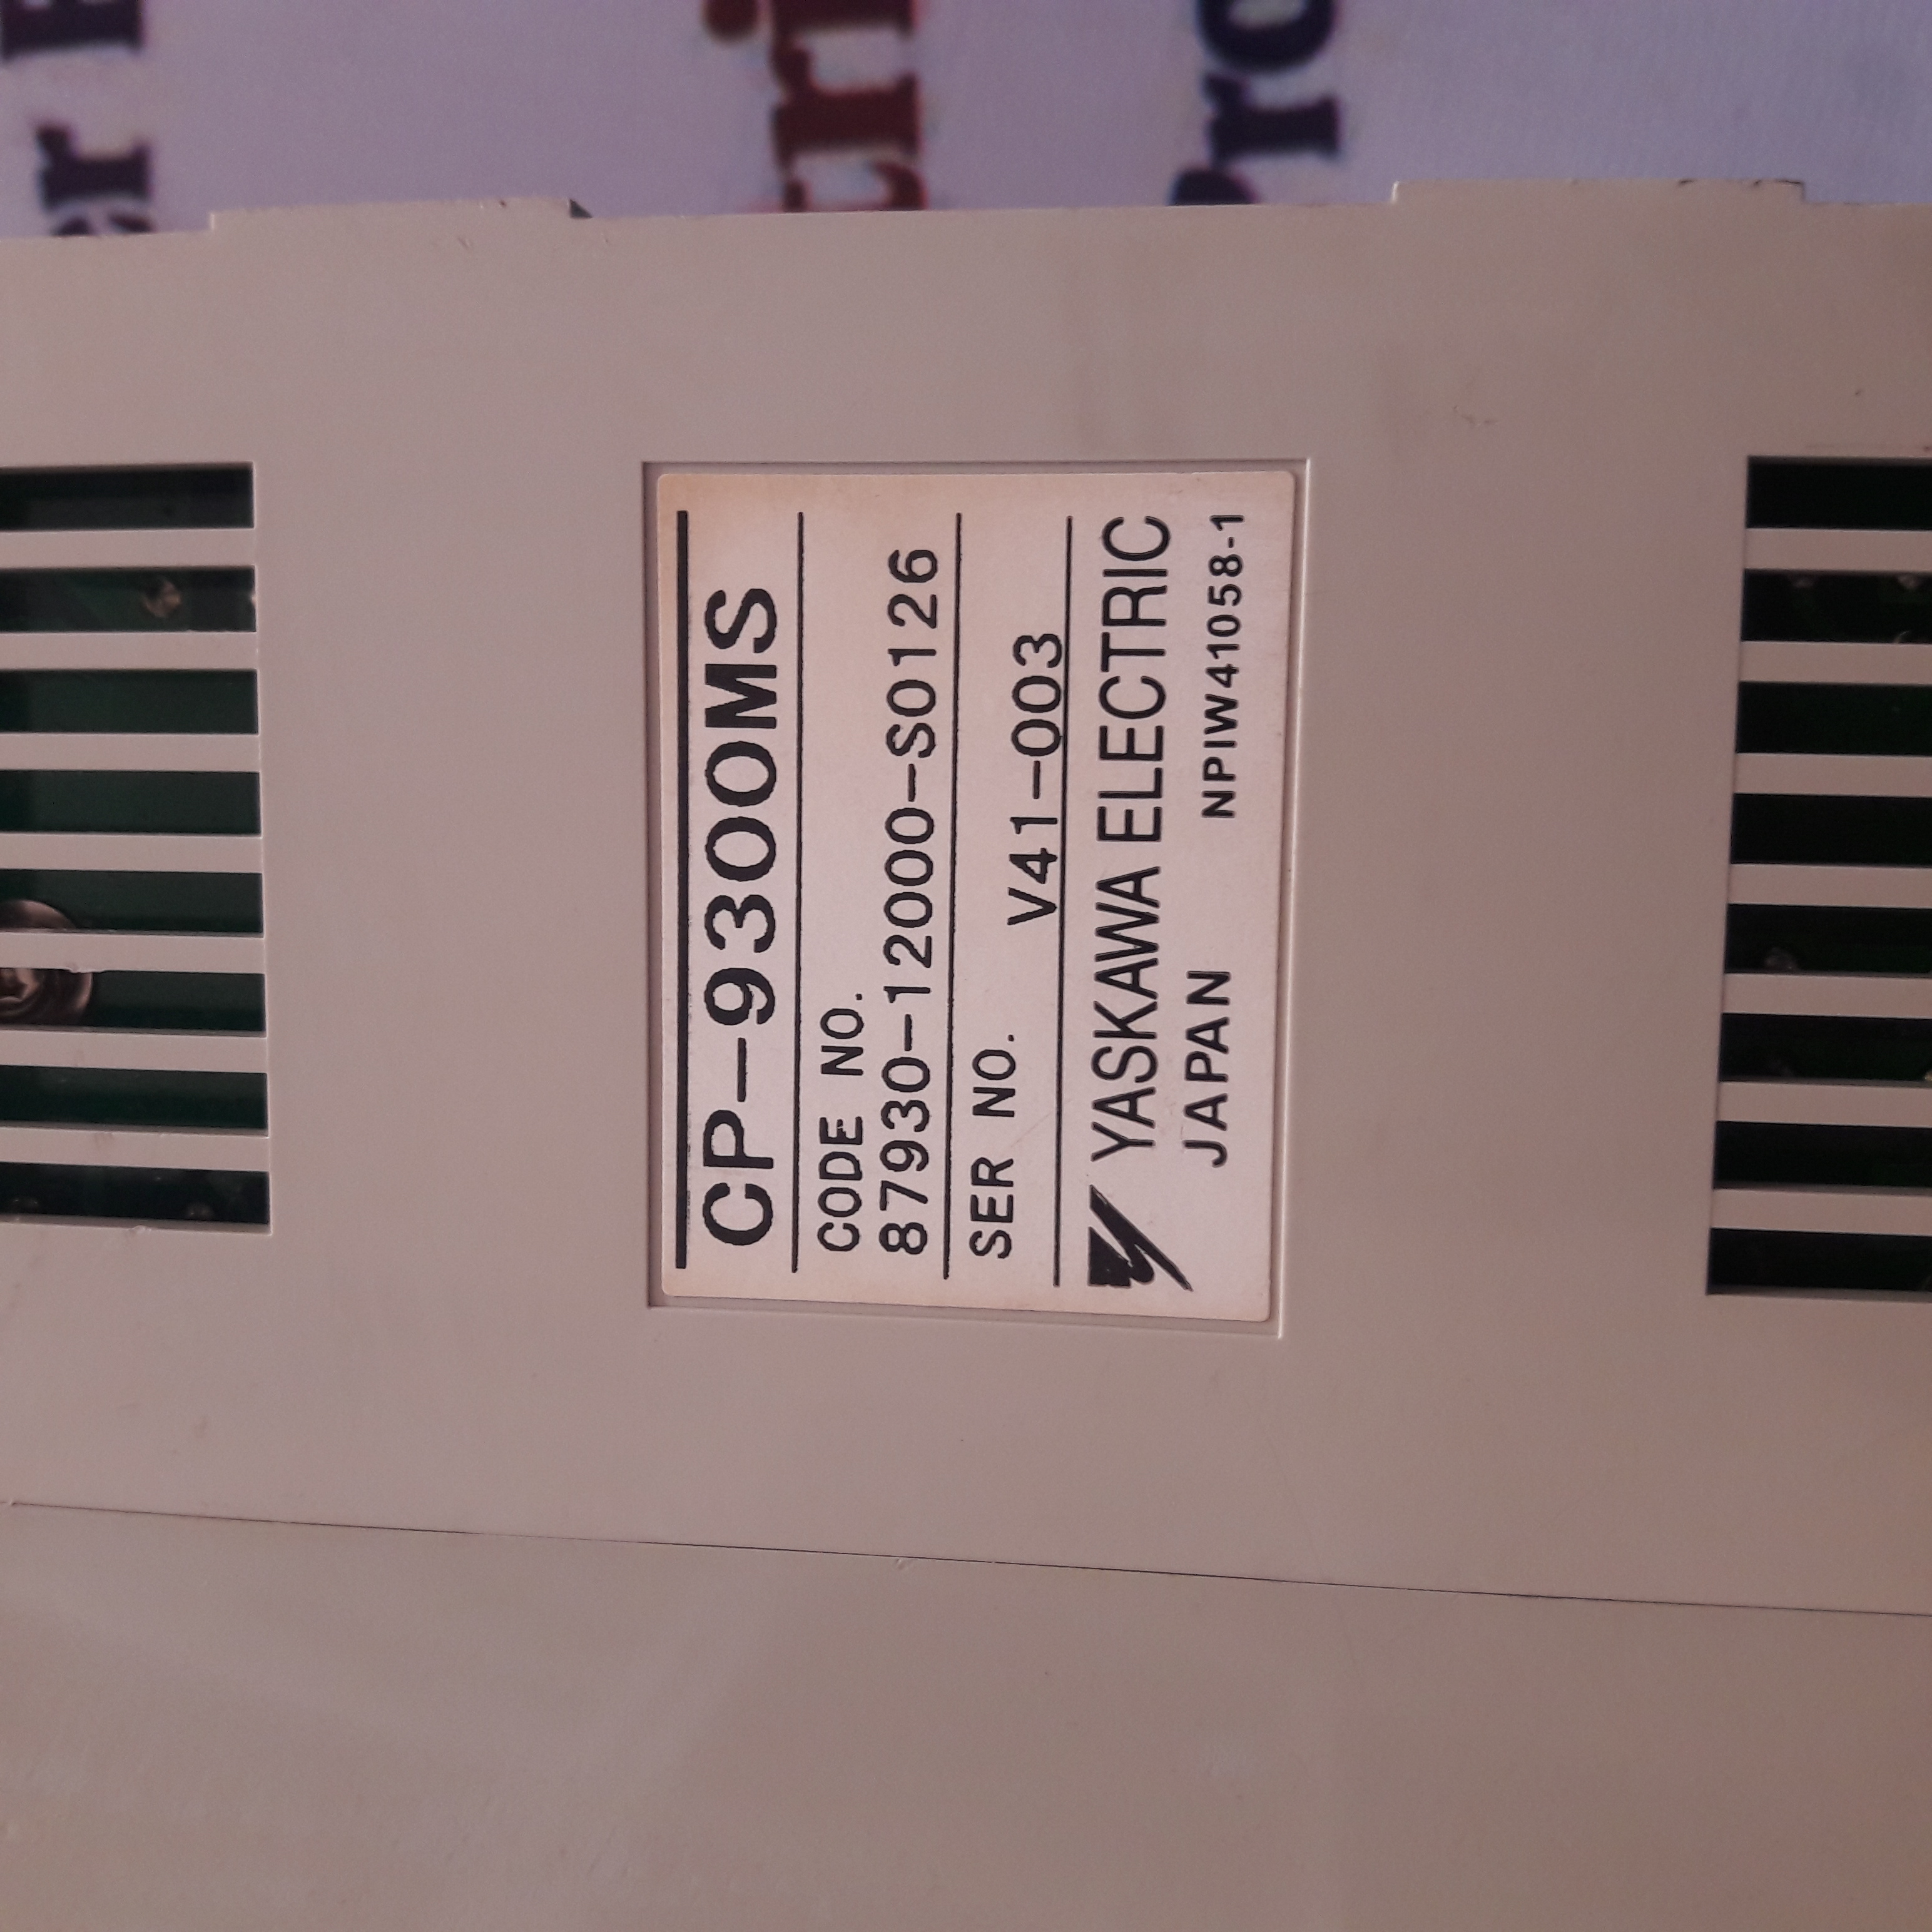 CP-9300MS
CODE NO.
87930-12000-S0126
SER NO.
V41-003
YASKAWA ELECTRIC
JAPAN NPIW41058-1